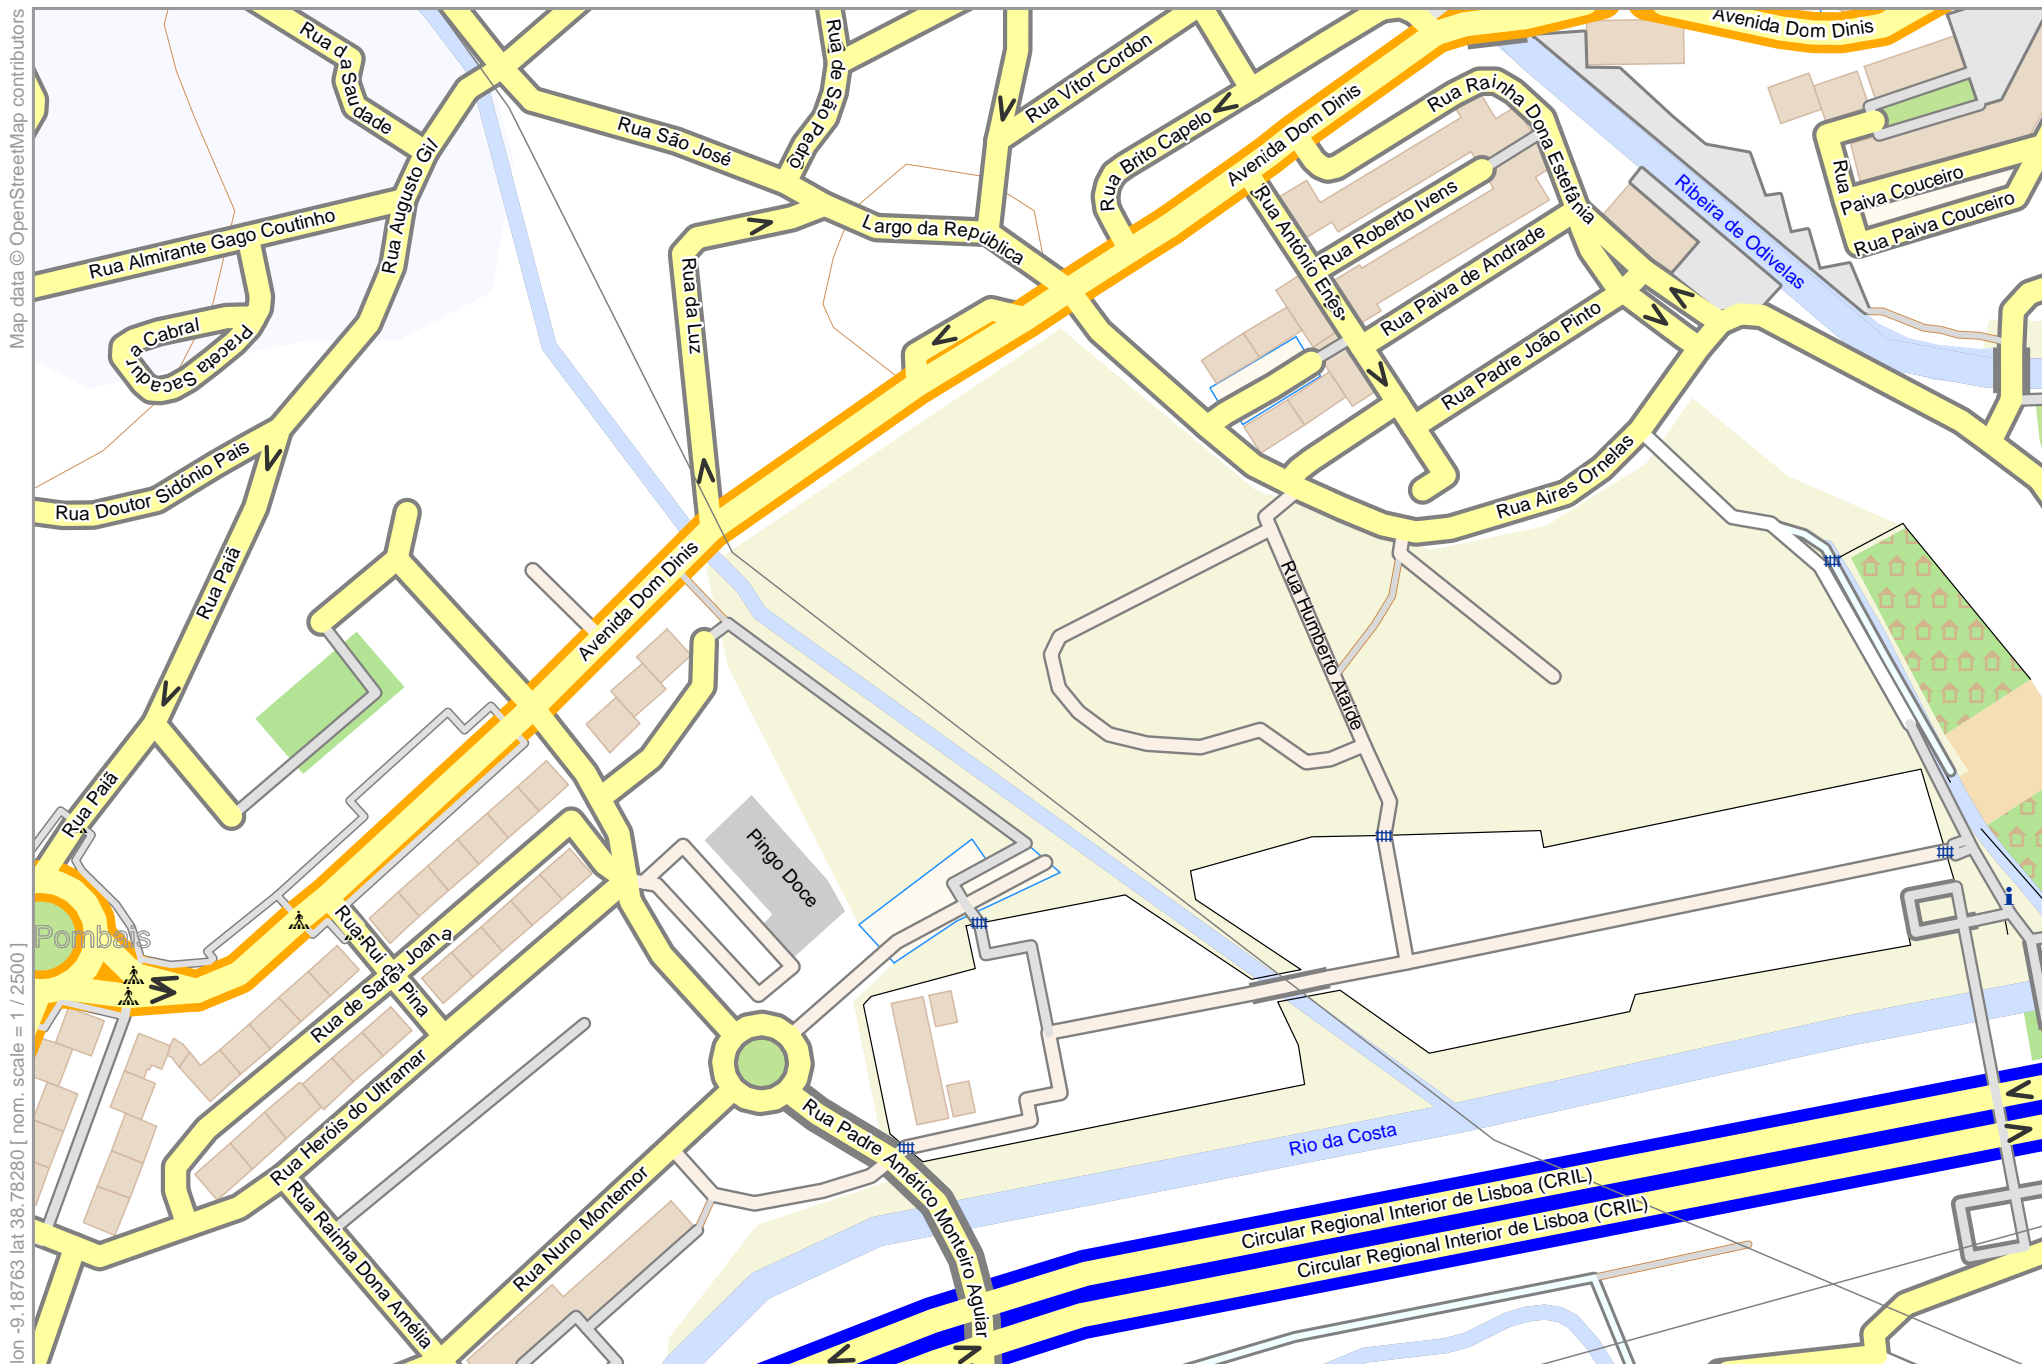 Map data © OpenStreetMap contributors
lon -9.18763 lat 38.78280 [ nom. scale = 1 / 2500 ]
Rua da Saudade
Rua de São Pedro
Rua Vítor Cordon
Avenida Dom Dinis
Rua São José
Rua Augusto Gil
Rua Brito Capelo
Avenida Dom Dinis
Rua Rainha Dona Estefânia
Rua Almirante Gago Coutinho
Largo da República
Rua António Enes
Rua Roberto Ivens
Ribeira de Odivelas
Rua
Paiva Couceiro
Rua Paiva Couceiro
Rua da Luz
Rua Paiva de Andrade
Praceta Sacadura Cabral
Rua Padre João Pinto
Rua Doutor Sidónio Pais
Rua Aires Ornelas
Rua Paiã
Avenida Dom Dinis
Rua Humberto Ataíde
Rua Paiã
Pingo Doce
Pombais
Rua Rui de Pina
Rua de Santa Joana
i
Rua Heróis do Ultramar
Rua Padre Américo Monteiro Aguiar
Rio da Costa
Rua Rainha Dona Amélia
Rua Nuno Montemor
Circular Regional Interior de Lisboa (CRIL)
Circular Regional Interior de Lisboa (CRIL)